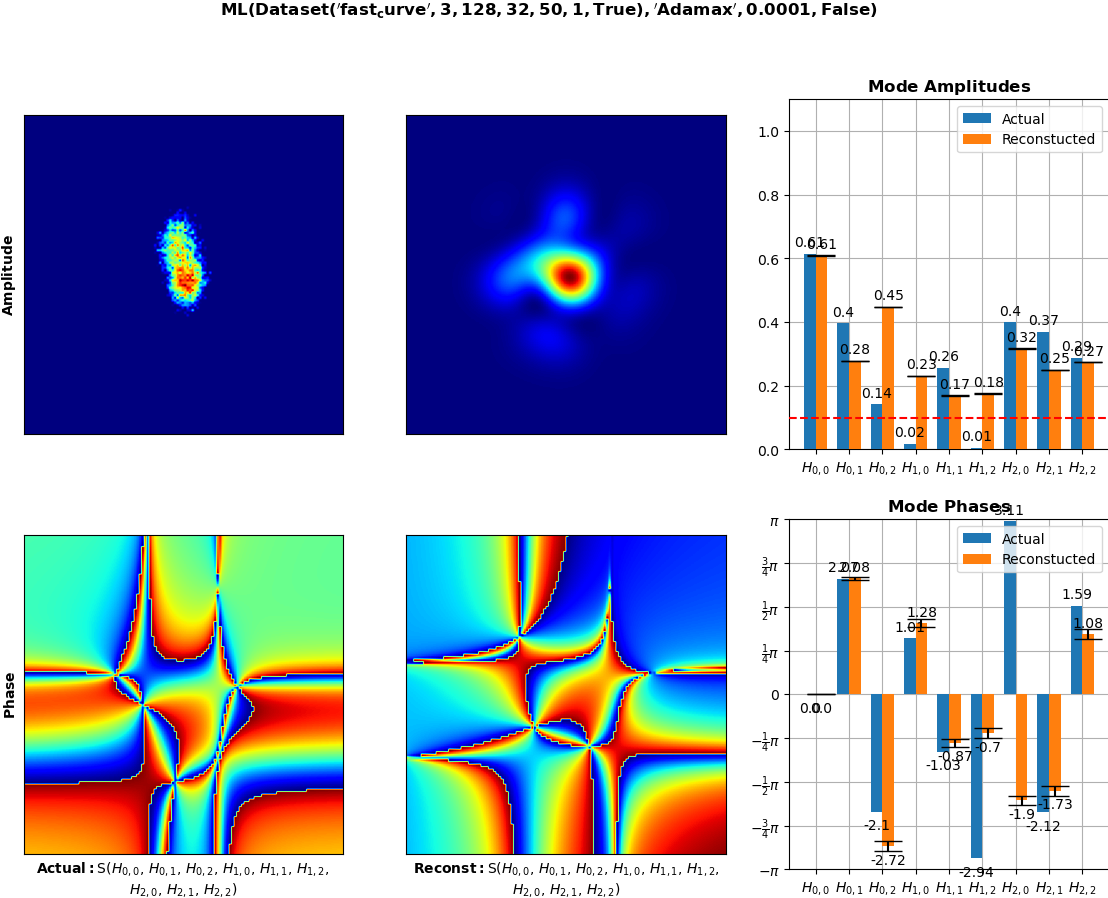 ML(Dataset('fast_curve', 3, 128, 32, 50, 1, True), 'Adamax', 0.0001, False)
Mode Amplitudes
Actual
Reconstucted
1.0
0.8
0.6
0.4
0.2
0.0
0.61 0.61
0.4 0.28
0.14 0.45
0.02 0.23
0.26 0.17
0.01 0.18
0.4 0.32
0.37 0.25
0.29 0.27
H0,0 H0,1 H0,2 H1,0 H1,1 H1,2 H2,0 H2,1 H2,2
Amplitude
Mode Phases
Actual
Reconstucted
π
3/4π
1/2π
1/4π
0
−1/4π
−1/2π
−3/4π
−π
0.0 0.0
2.07 2.08
-2.1 -2.72
1.01 1.28
-1.03 -0.87
-2.94 -0.7
3.11 -1.9
-2.12 -1.73
1.59 1.08
H0,0 H0,1 H0,2 H1,0 H1,1 H1,2 H2,0 H2,1 H2,2
Phase
Actual: S(H0,0, H0,1, H0,2, H1,0, H1,1, H1,2,
H2,0, H2,1, H2,2)
Reconst: S(H0,0, H0,1, H0,2, H1,0, H1,1, H1,2,
H2,0, H2,1, H2,2)